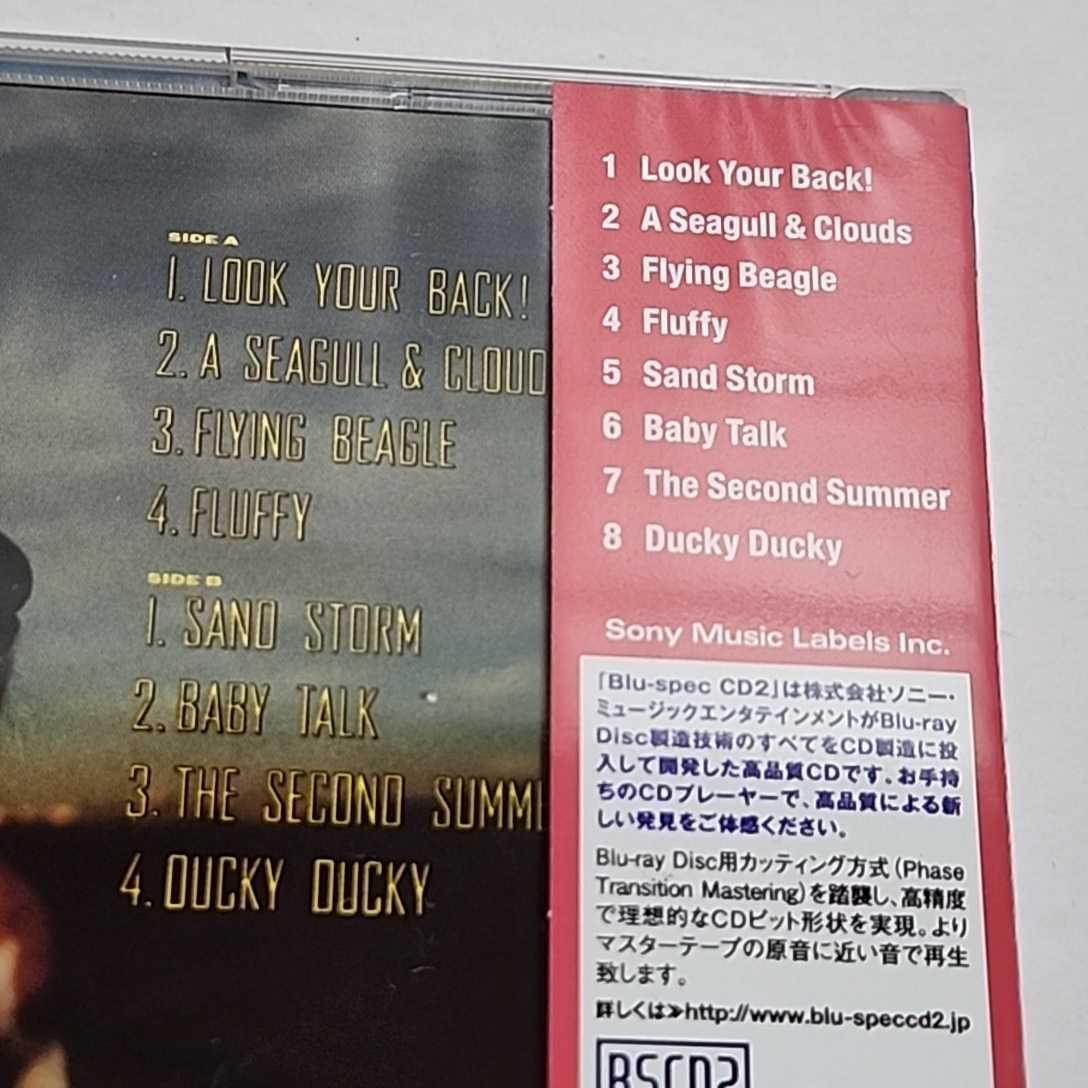 SIDE A
1. LOOK YOUR BACK!
2. A SEAGULL & CLOUD
3. FLYING BEAGLE
4. FLUFFY
SIDE B
1. SAND STORM
2. BABY TALK
3. THE SECOND SUMM
4. DUCKY DUCKY
1 Look Your Back!
2 A Seagull & Clouds
3 Flying Beagle
4 Fluffy
5 Sand Storm
6 Baby Talk
7 The Second Summer
8 Ducky Ducky
Sony Music Labels Inc.
「Blu-spec CD2」は株式会社ソニー・
ミュージックエンタテインメントがBlu-ray
Disc製造技術のすべてをCD製造に投
入して開発した高品質CDです。お手持
ちのCDプレーヤーで、高品質による新
しい発見をご体感ください。
Blu-ray Disc用カッティング方式(Phase
Transition Mastering)を踏襲し、高精度
で理想的なCDピット形状を実現。より
マスターテープの原音に近い音で再生
致します。
詳しくは≫http://www.blu-speccd2.jp
BSCD2